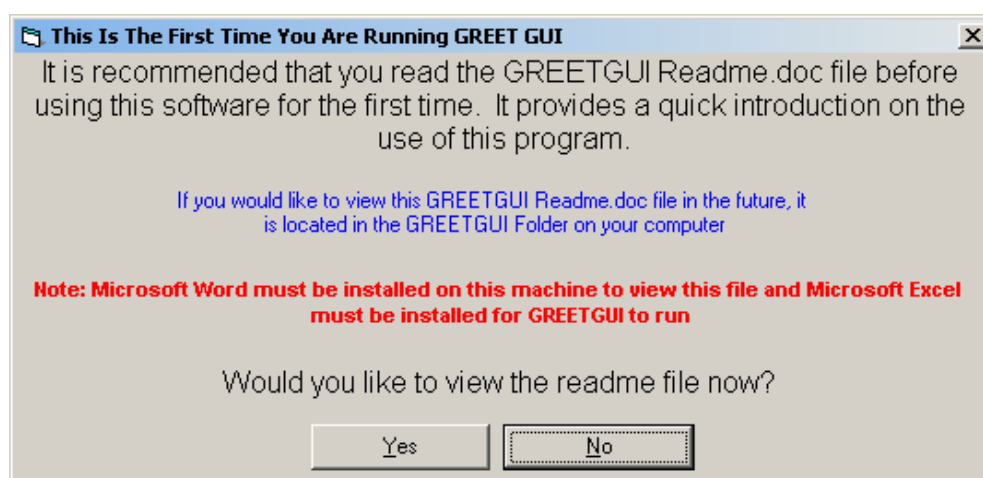 This Is The First Time You Are Running GREET GUI
It is recommended that you read the GREETGUI Readme.doc file before
using this software for the first time. It provides a quick introduction on the
use of this program.
If you would like to view this GREETGUI Readme.doc file in the future, it
is located in the GREETGUI Folder on your computer
Note: Microsoft Word must be installed on this machine to view this file and Microsoft Excel
must be installed for GREETGUI to run
Would you like to view the readme file now?
Yes No